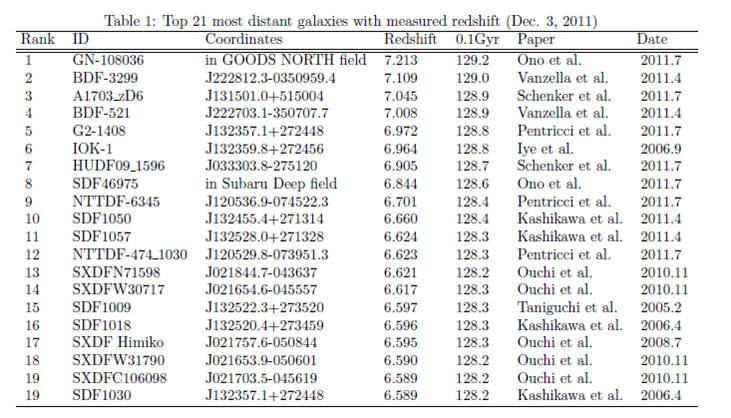 Table 1: Top 21 most distant galaxies with measured redshift (Dec. 3, 2011)
Rank ID Coordinates Redshift 0.1Gyr Paper Date
1 GN-108036 in GOODS NORTH field 7.213 129.2 Ono et al. 2011.7
2 BDF-3299 J222812.3-0350959.4 7.109 129.0 Vanzella et al. 2011.4
3 A1703_zD6 J131501.0+515004 7.045 128.9 Schenker et al. 2011.7
4 BDF-521 J222703.1-350707.7 7.008 128.9 Vanzella et al. 2011.4
5 G2-1408 J132357.1+272448 6.972 128.8 Pentricci et al. 2011.7
6 IOK-1 J132359.8+272456 6.964 128.8 Iye et al. 2006.9
7 HUDF09_1596 J033303.8-275120 6.905 128.7 Schenker et al. 2011.7
8 SDF46975 in Subaru Deep field 6.844 128.6 Ono et al. 2011.7
9 NTTDF-6345 J120536.9-074522.3 6.701 128.4 Pentricci et al. 2011.7
10 SDF1050 J132455.4+271314 6.660 128.4 Kashikawa et al. 2011.4
11 SDF1057 J132528.0+271328 6.624 128.3 Kashikawa et al. 2011.4
12 NTTDF-474_1030 J120529.8-073951.3 6.623 128.3 Pentricci et al. 2011.7
13 SXDFN71598 J021844.7-043637 6.621 128.2 Ouchi et al. 2010.11
14 SXDFW30717 J021654.6-045557 6.617 128.3 Ouchi et al. 2010.11
15 SDF1009 J132522.3+273520 6.597 128.3 Taniguchi et al. 2005.2
16 SDF1018 J132520.4+273459 6.596 128.3 Kashikawa et al. 2006.4
17 SXDF Himiko J021757.6-050844 6.595 128.3 Ouchi et al. 2008.7
18 SXDFW31790 J021653.9-050601 6.590 128.2 Ouchi et al. 2010.11
19 SXDFC106098 J021703.5-045619 6.589 128.2 Ouchi et al. 2010.11
19 SDF1030 J132357.1+272448 6.589 128.2 Kashikawa et al. 2006.4